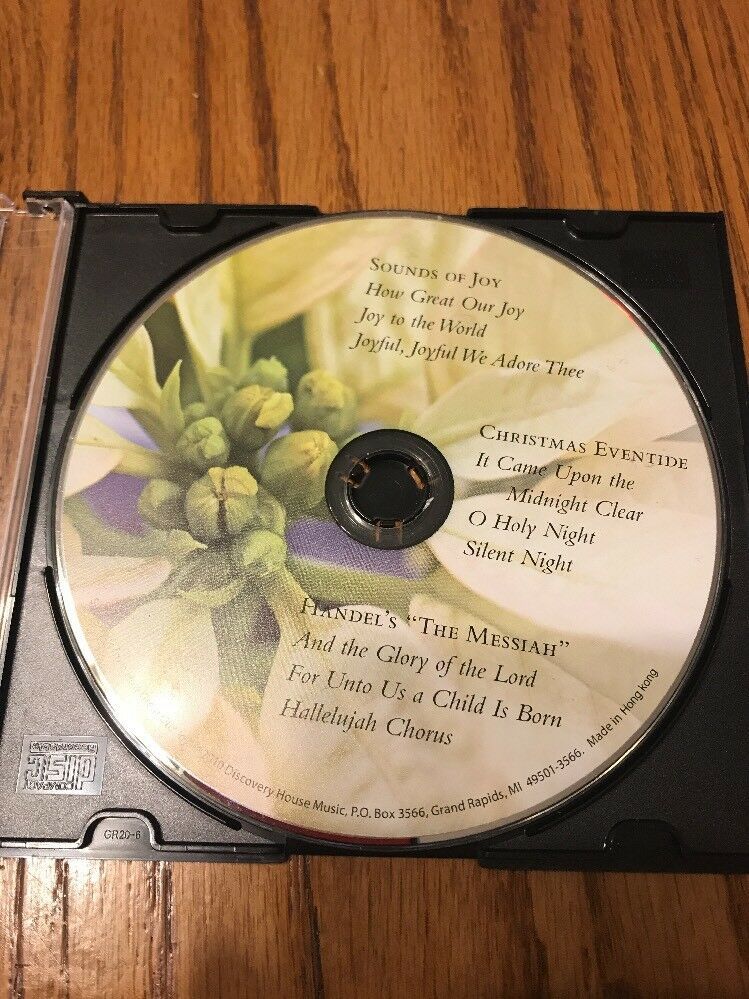 SOUNDS OF JOY
How Great Our Joy
Joy to the World
Joyful, Joyful We Adore Thee
CHRISTMAS EVENTIDE
It Came Upon the
Midnight Clear
O Holy Night
Silent Night
HANDEL'S "THE MESSIAH"
And the Glory of the Lord
For Unto Us a Child Is Born
Hallelujah Chorus
2010 Discovery House Music, P.O. Box 3566, Grand Rapids, MI 49501-3566. Made in Hong kong
COMPACT
disc
GR20-6